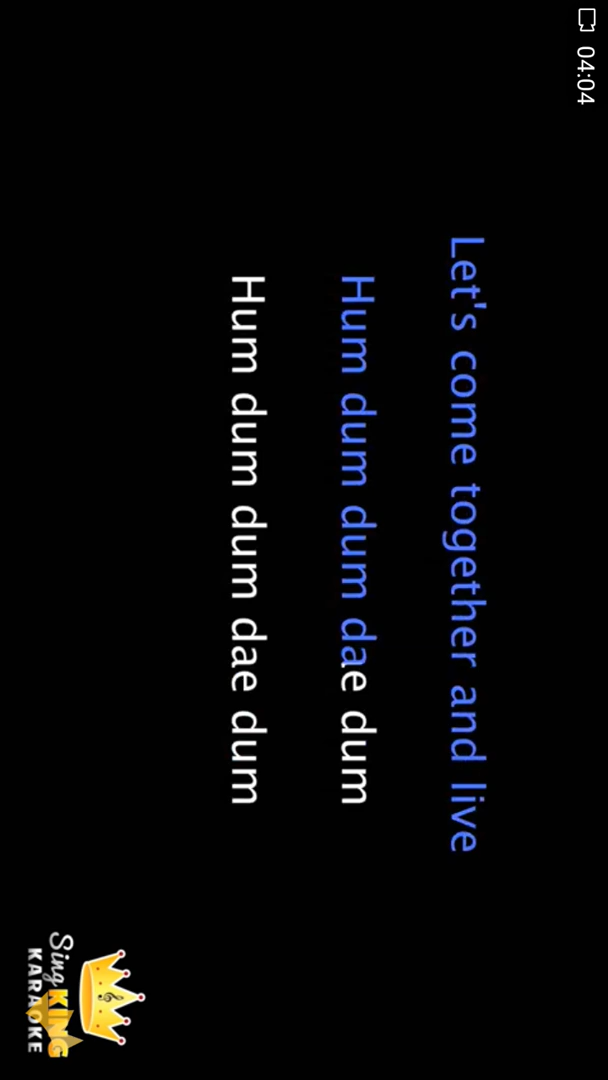 04:04
Let's come together and live
Hum dum dum dae dum
Hum dum dum dae dum
Sing KING
KARAOKE